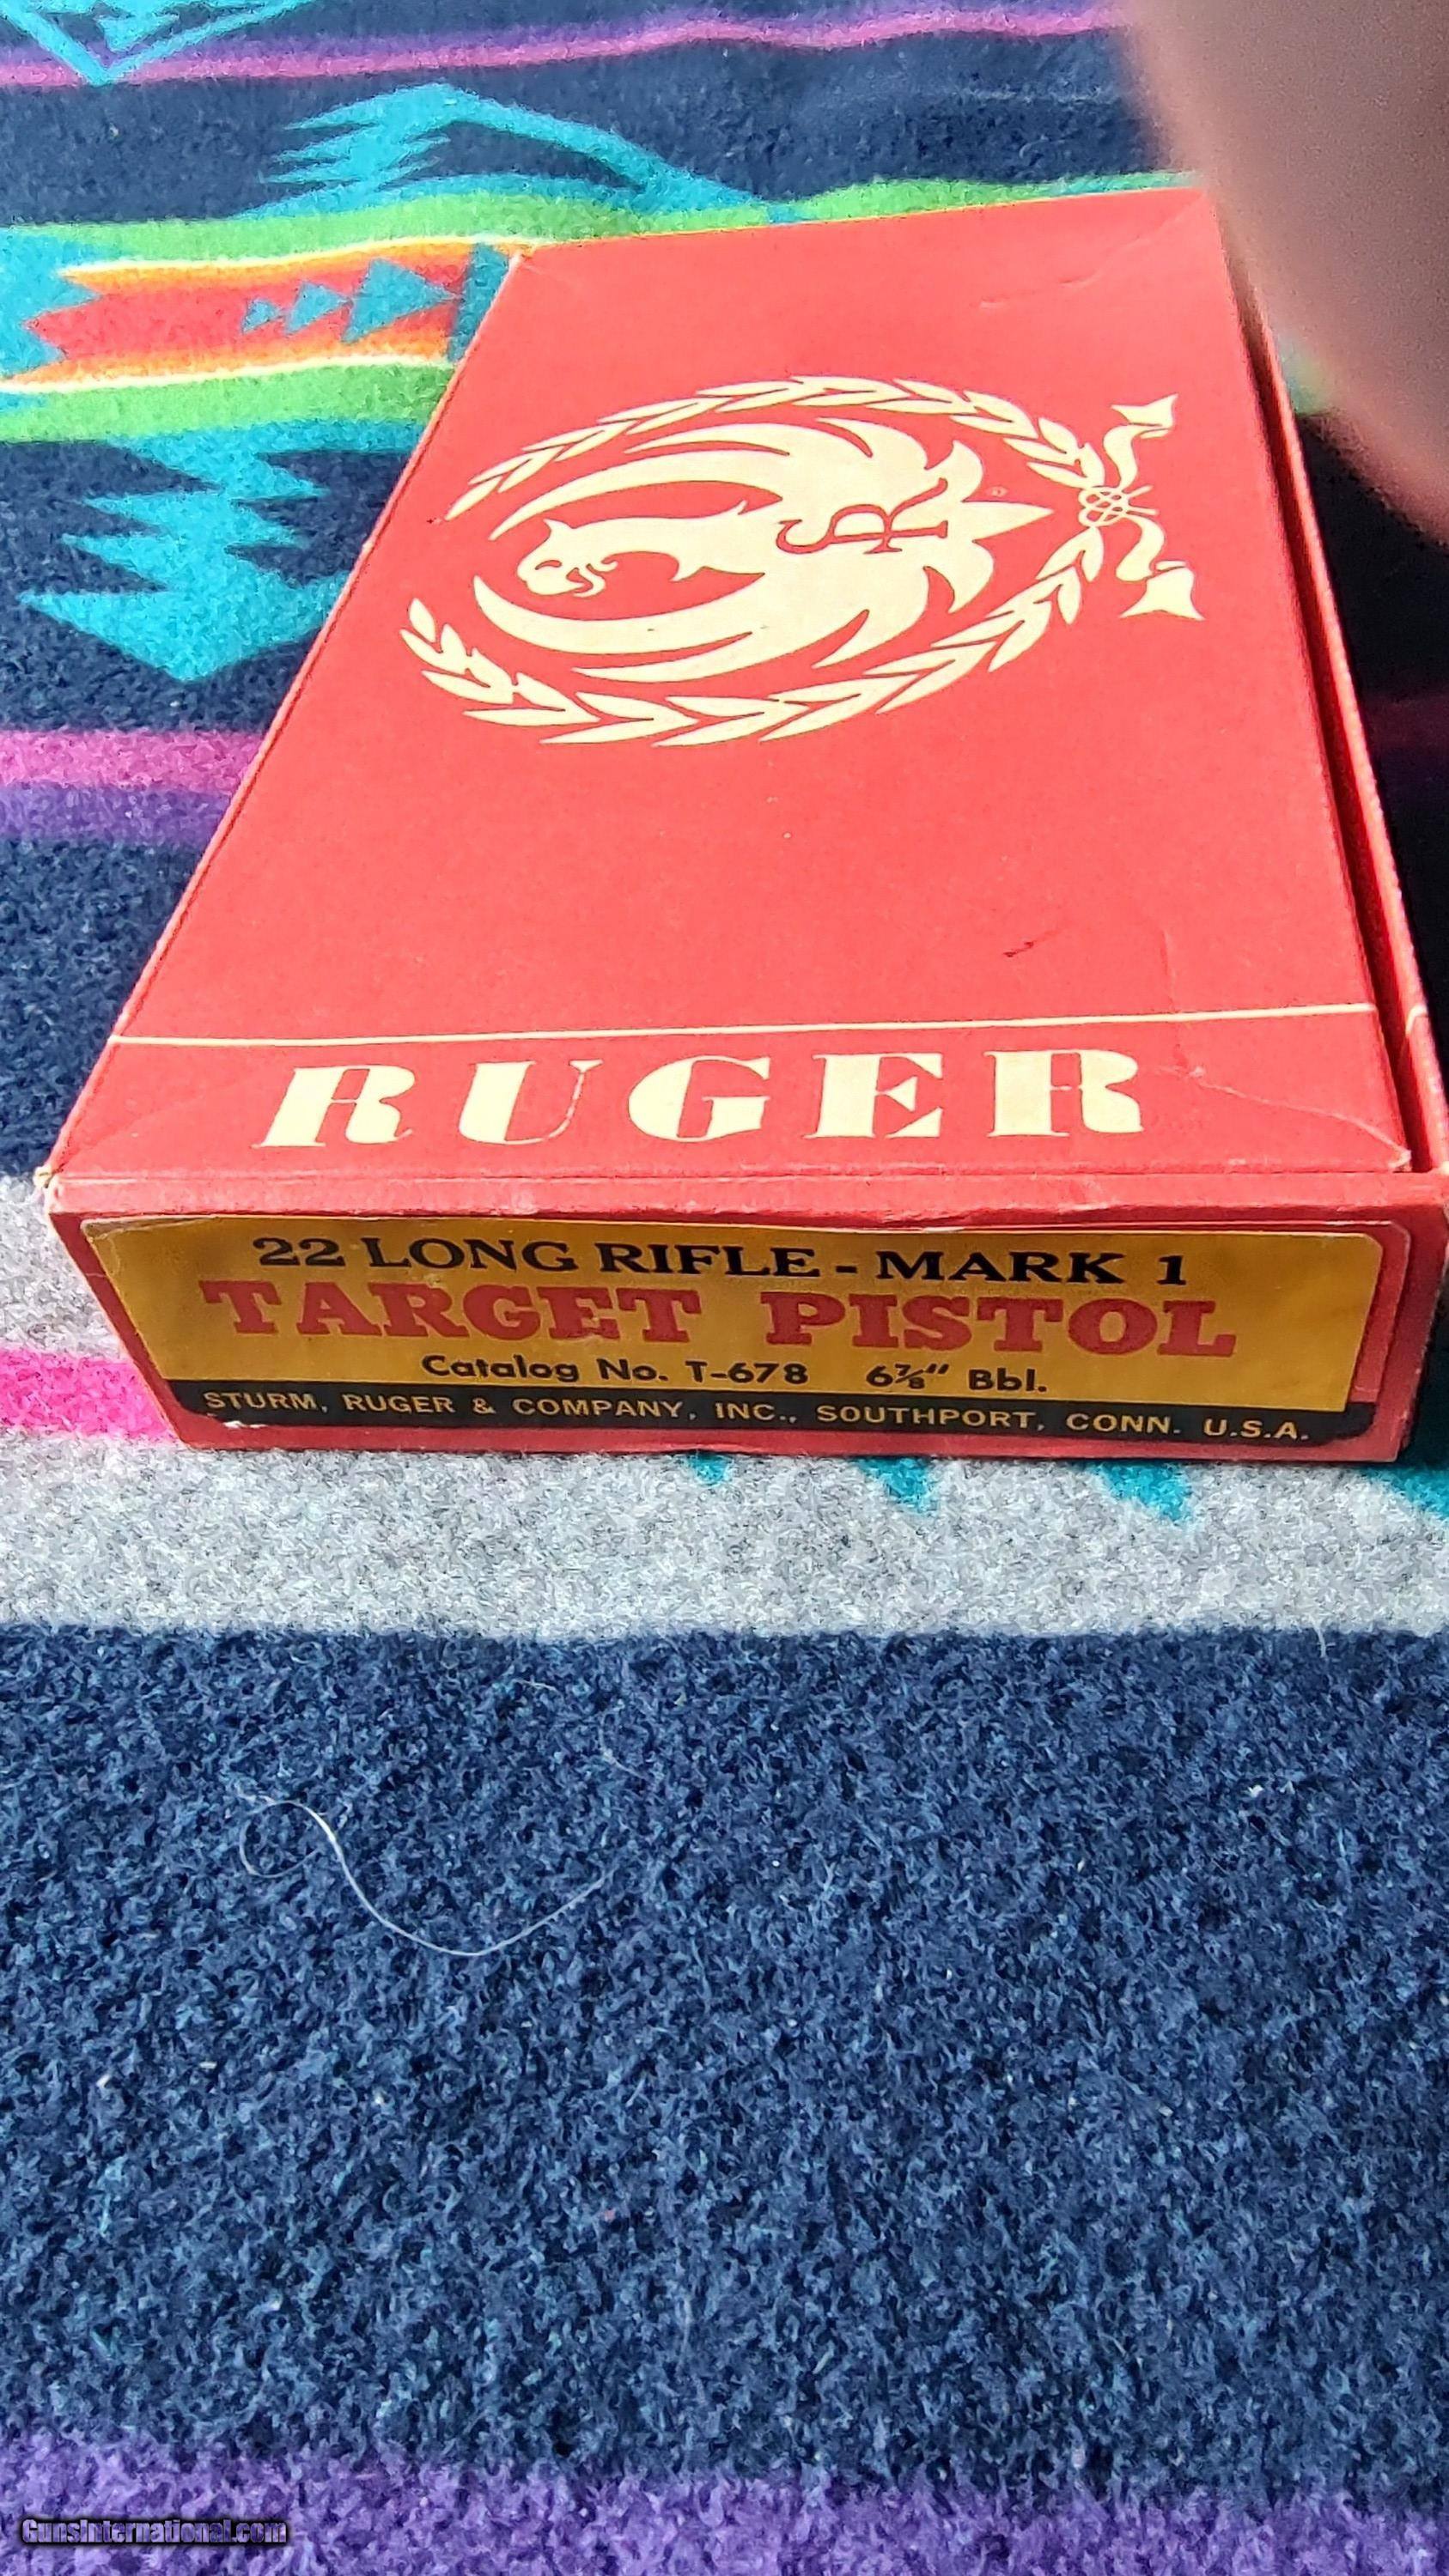 SR
RUGER
22 LONG RIFLE - MARK 1
TARGET PISTOL
Catalog No. T-678 6⅞" Bbl.
STURM, RUGER & COMPANY, INC., SOUTHPORT, CONN. U.S.A.
GunsInternational.com